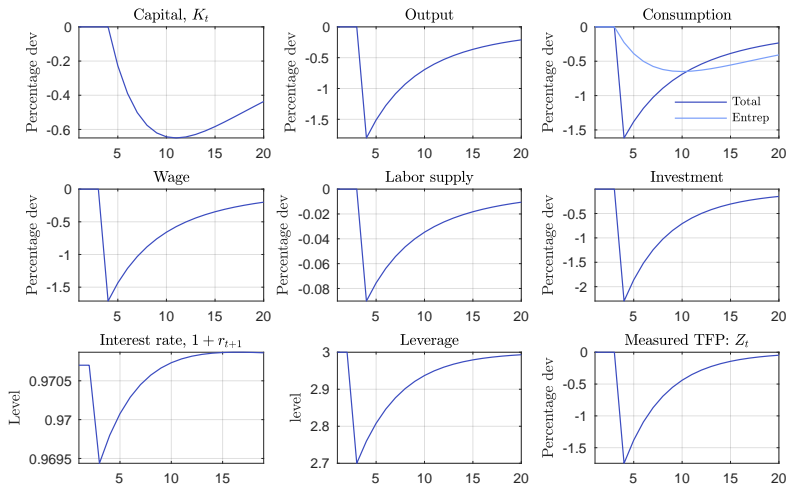 Capital, K_t
Output
Consumption
Percentage dev
0
-0.2
-0.4
-0.6
5 10 15 20
Percentage dev
0
-0.5
-1
-1.5
5 10 15 20
Percentage dev
0
-0.5
-1
-1.5
Total
Entrep
5 10 15 20
Wage
Labor supply
Investment
Percentage dev
0
-0.5
-1
-1.5
5 10 15 20
Percentage dev
0
-0.02
-0.04
-0.06
-0.08
5 10 15 20
Percentage dev
-0.5
-1
-1.5
-2
5 10 15 20
Interest rate, 1 + r_{t+1}
Leverage
Measured TFP: Z_t
Level
0.9705
0.97
0.9695
5 10 15
level
3
2.9
2.8
2.7
5 10 15 20
Percentage dev
0
-0.5
-1
-1.5
5 10 15 20